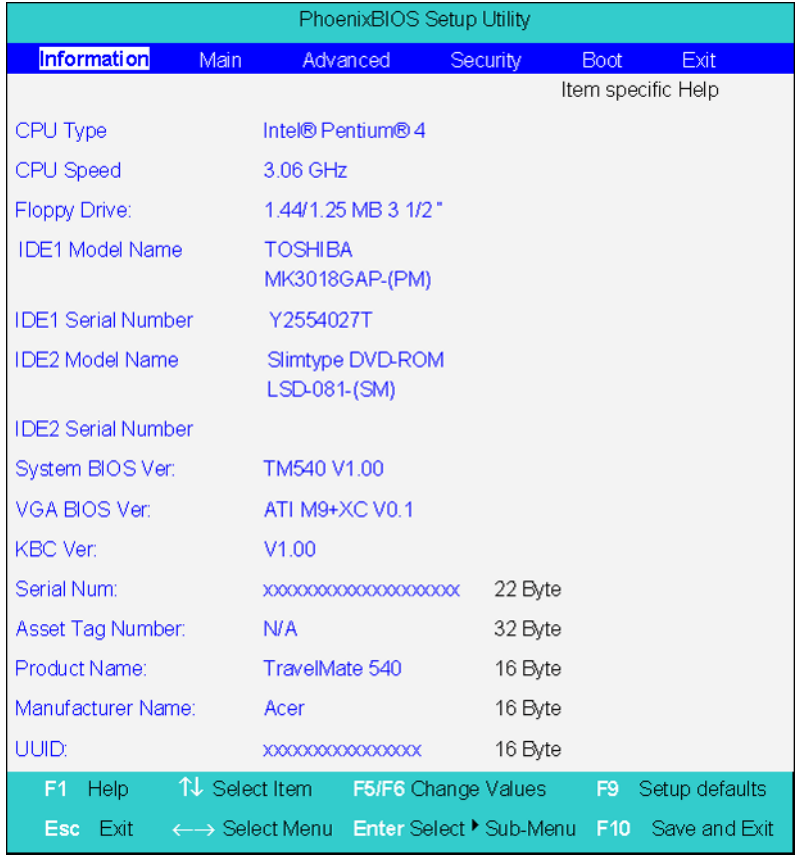 PhoenixBIOS Setup Utility
Information Main Advanced Security Boot Exit
Item specific Help
CPU Type Intel® Pentium® 4
CPU Speed 3.06 GHz
Floppy Drive: 1.44/1.25 MB 3 1/2 "
IDE1 Model Name TOSHIBA
MK3018GAP-(PM)
IDE1 Serial Number Y2554027T
IDE2 Model Name Slimtype DVD-ROM
LSD-081-(SM)
IDE2 Serial Number
System BIOS Ver: TM540 V1.00
VGA BIOS Ver: ATI M9+XC V0.1
KBC Ver: V1.00
Serial Num: xxxxxxxxxxxxxxxxxxxxxx 22 Byte
Asset Tag Number: N/A 32 Byte
Product Name: TravelMate 540 16 Byte
Manufacturer Name: Acer 16 Byte
UUID: xxxxxxxxxxxxxxxx 16 Byte
F1 Help ↑↓ Select Item F5/F6 Change Values F9 Setup defaults
Esc Exit ←→ Select Menu Enter Select ▸ Sub-Menu F10 Save and Exit